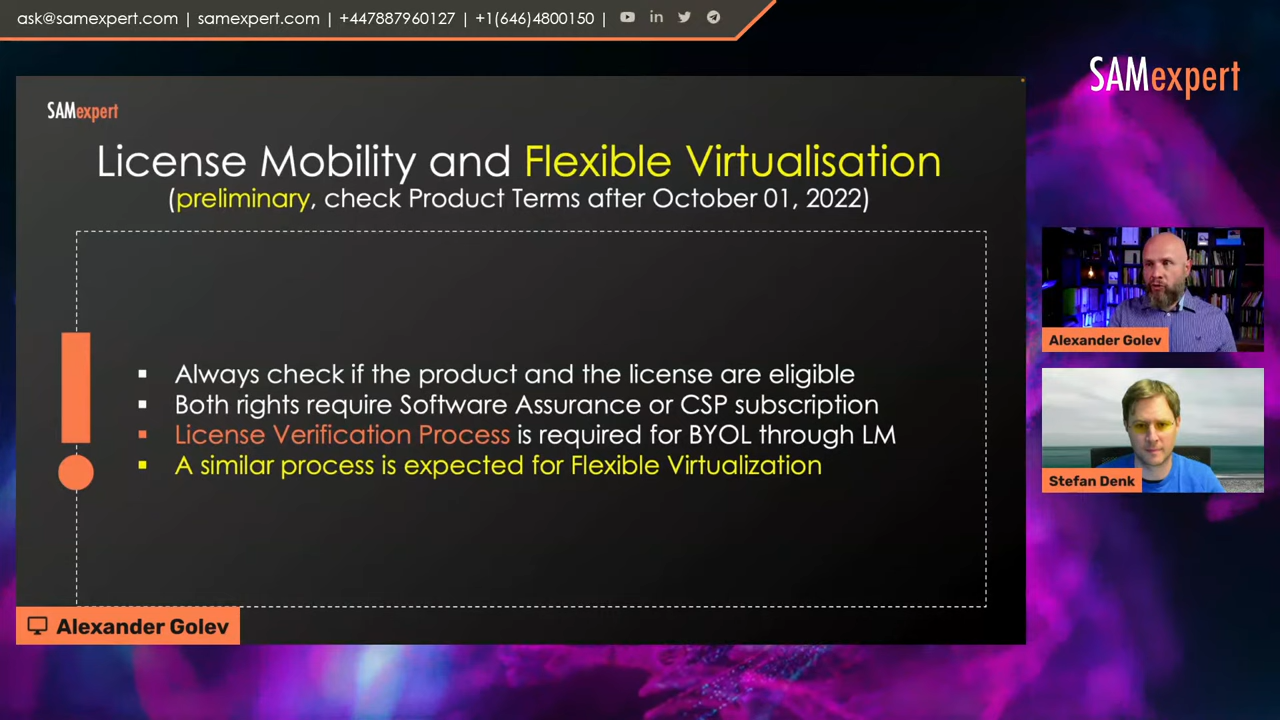 ask@samexpert.com | samexpert.com | +447887960127 | +1(646)4800150 |
SAMexpert
SAMexpert
License Mobility and Flexible Virtualisation
(preliminary, check Product Terms after October 01, 2022)
Always check if the product and the license are eligible
Both rights require Software Assurance or CSP subscription
License Verification Process is required for BYOL through LM
A similar process is expected for Flexible Virtualization
Alexander Golev
Alexander Golev
Stefan Denk